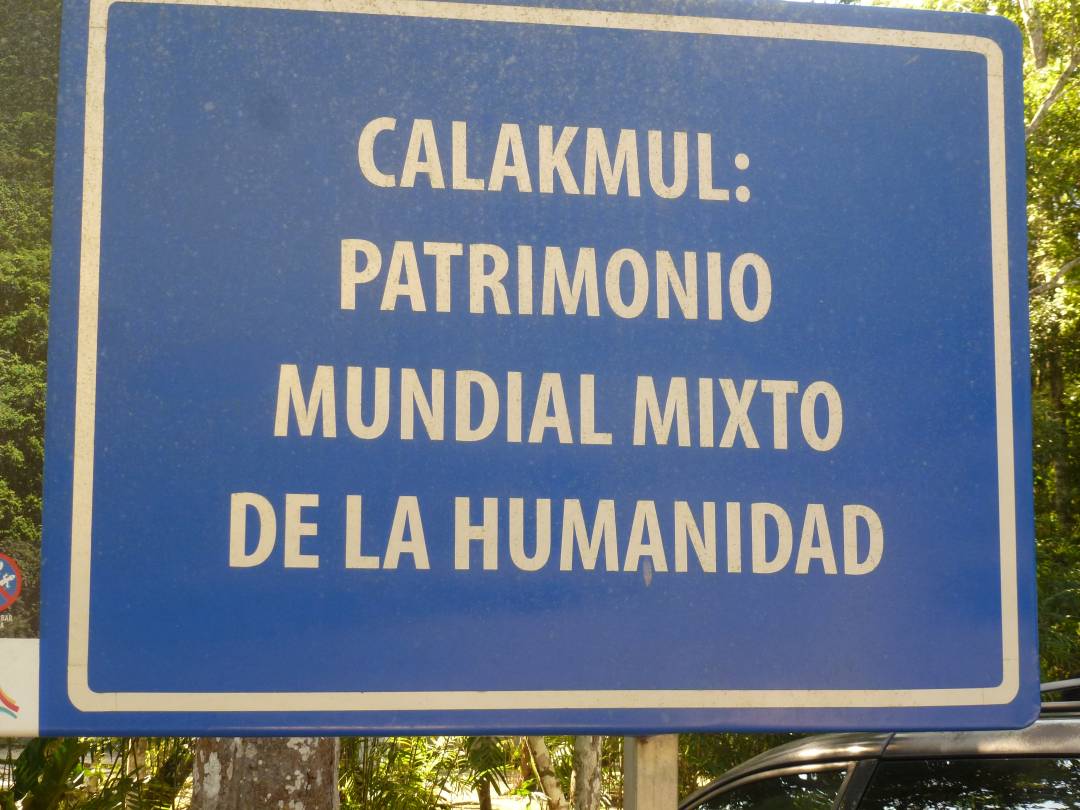 CALAKMUL:
PATRIMONIO
MUNDIAL MIXTO
DE LA HUMANIDAD